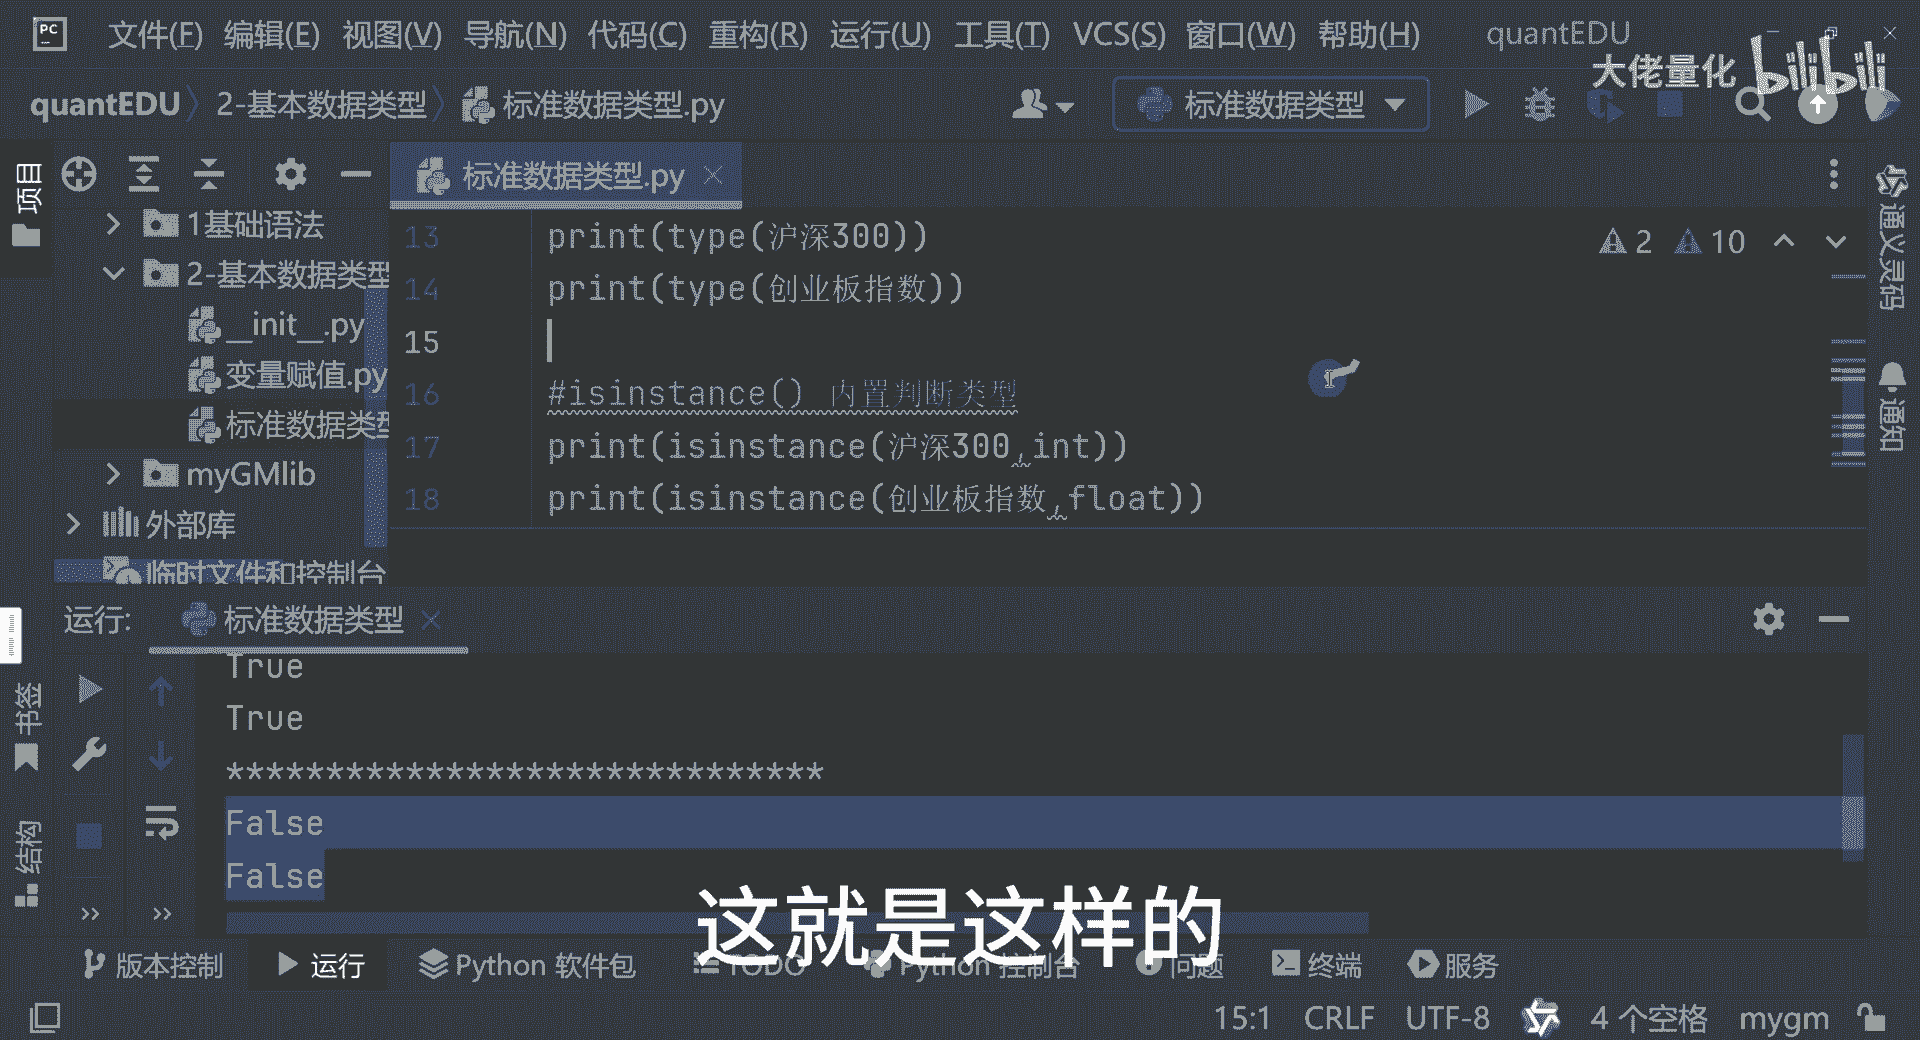 PC 文件(F) 编辑(E) 视图(V) 导航(N) 代码(C) 重构(R) 运行(U) 工具(T) VCS(S) 窗口(W) 帮助(H) quantEDU
大佬量化 bilibili
quantEDU 2-基本数据类型 标准数据类型.py 标准数据类型
项目
标准数据类型.py
1基础语法
2-基本数据类型
__init__.py
变量赋值.py
标准数据类型
myGMlib
外部库
临时文件和控制台
13 print(type(沪深300))
14 print(type(创业板指数))
15
16 #isinstance() 内置判断类型
17 print(isinstance(沪深300,int))
18 print(isinstance(创业板指数,float))
2 10
通义灵码
通知
运行: 标准数据类型
True
True
******************************
False
False
书签
结构
这就是这样的
版本控制 运行 Python 软件包 TODO Python 控制台 问题 终端 服务
15:1 CRLF UTF-8 4 个空格 mygm